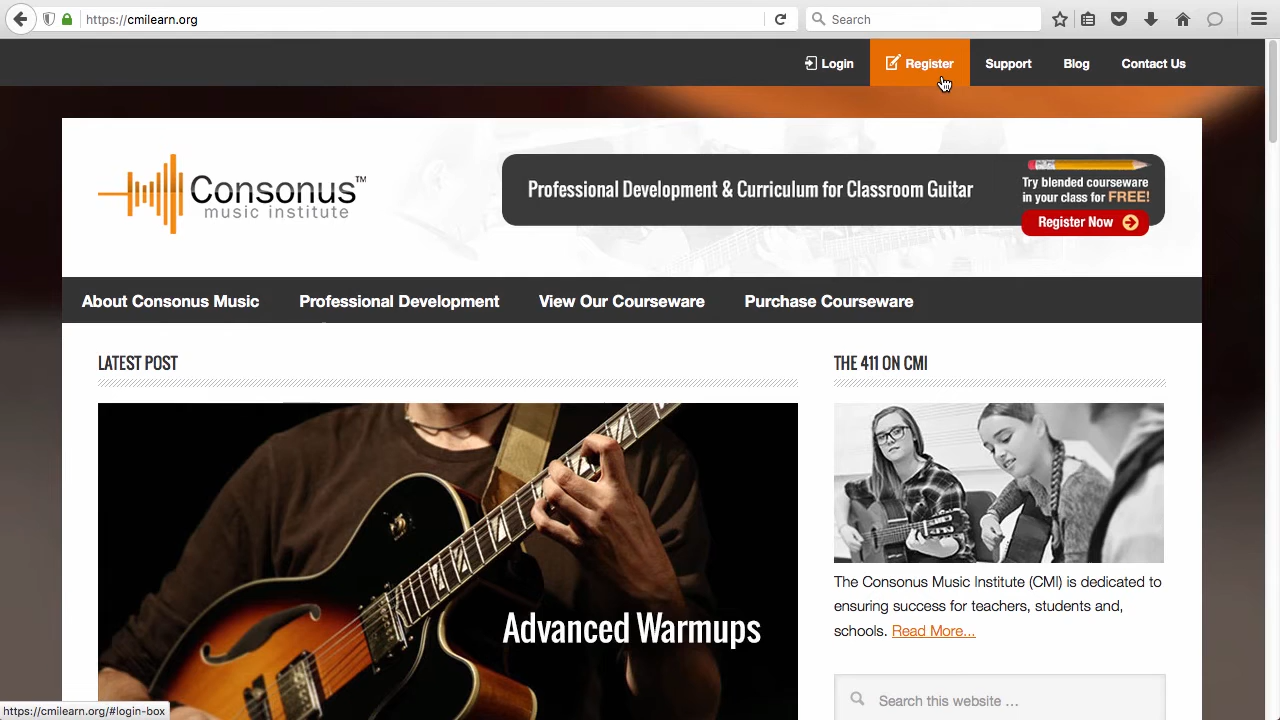 https://cmilearn.org
Search
Login
Register
Support
Blog
Contact Us
Consonus™
music institute
Professional Development & Curriculum for Classroom Guitar
Try blended courseware
in your class for FREE!
Register Now
About Consonus Music
Professional Development
View Our Courseware
Purchase Courseware
LATEST POST
THE 411 ON CMI
Advanced Warmups
The Consonus Music Institute (CMI) is dedicated to
ensuring success for teachers, students and,
schools. Read More...
Search this website …
https://cmilearn.org/#login-box